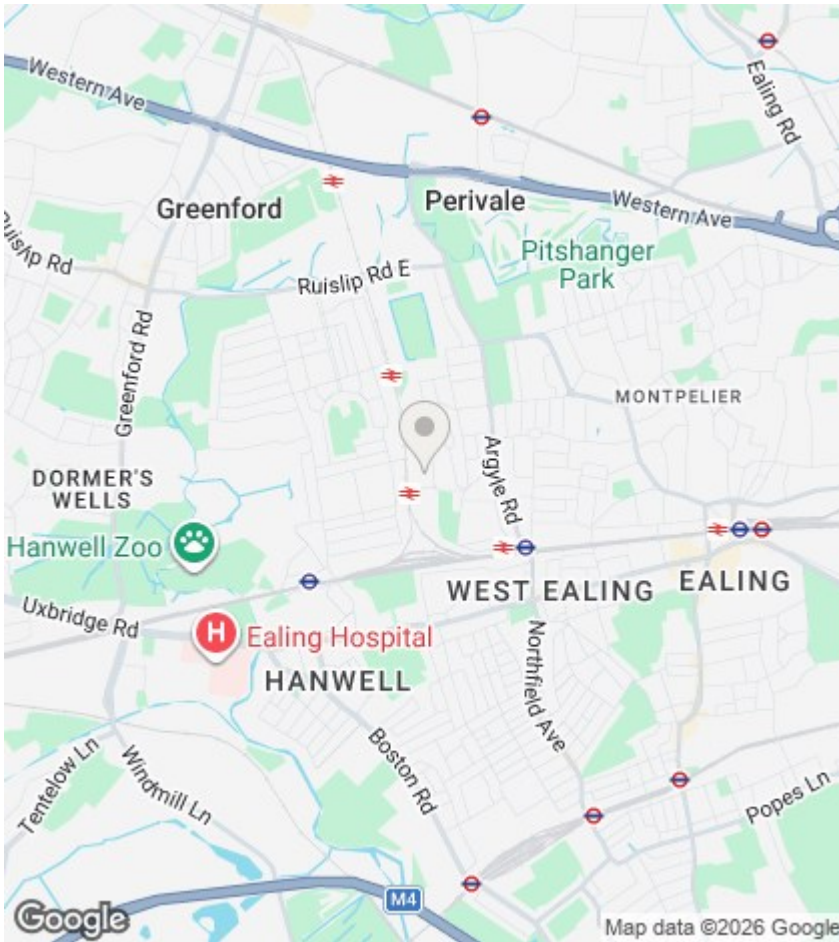 Western Ave
Ealing Rd
Greenford
Perivale
Western Ave
Ruislip Rd
Ruislip Rd E
Pitshanger
Park
Greenford Rd
MONTPELIER
Argyle Rd
DORMER'S
WELLS
Hanwell Zoo
WEST EALING
EALING
Uxbridge Rd
H
Ealing Hospital
HANWELL
Northfield Ave
Boston Rd
Tentelow Ln
Windmill Ln
Popes Ln
M4
Google
Map data ©2026 Google